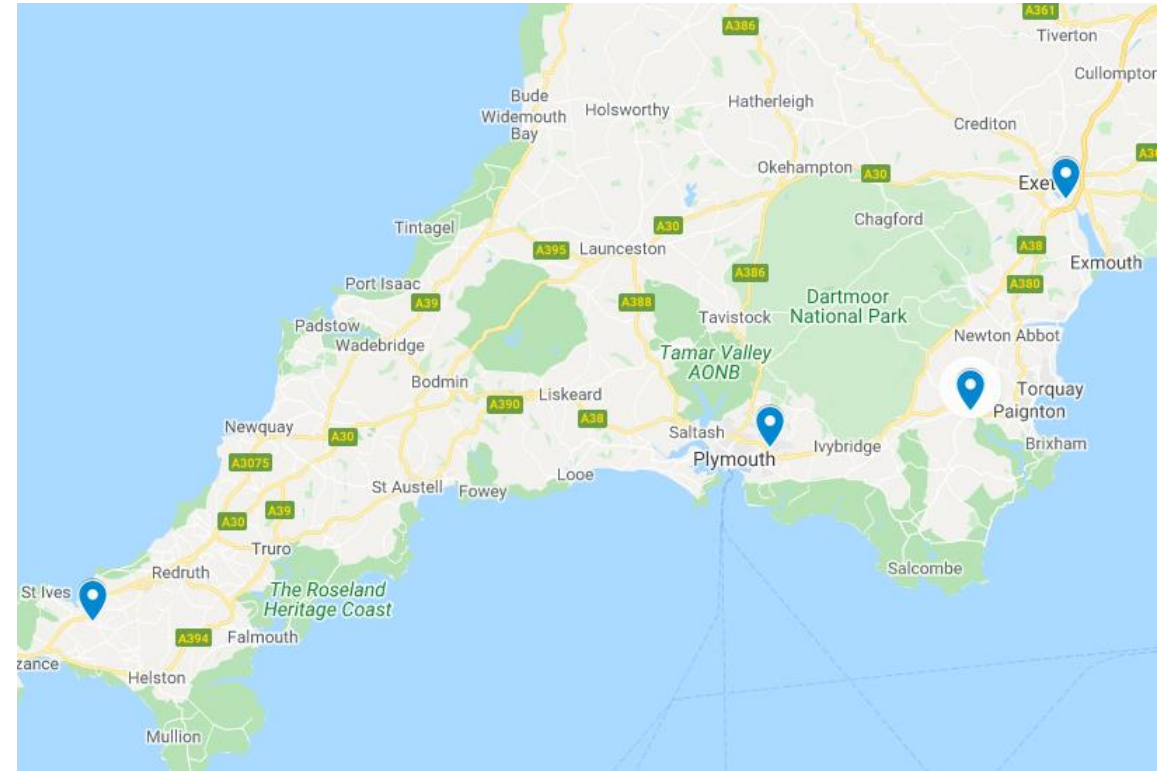 A361
Tiverton
A386
Cullompton
Bude
Widemouth
Bay
Holsworthy
Hatherleigh
Crediton
Okehampton
A30
Exet
Chagford
Tintagel
A30
A395
Launceston
A38
Exmouth
A386
A380
Port Isaac
A39
A388
Dartmoor
National Park
Tavistock
Padstow
Wadebridge
Newton Abbot
Tamar Valley
AONB
Bodmin
Liskeard
Torquay
A390
Paignton
A38
Newquay
A30
Saltash
Ivybridge
Brixham
Plymouth
A3075
Looe
St Austell
Fowey
A39
A30
Truro
Salcombe
Redruth
St Ives
The Roseland
Heritage Coast
A394
Falmouth
zance
Helston
Mullion